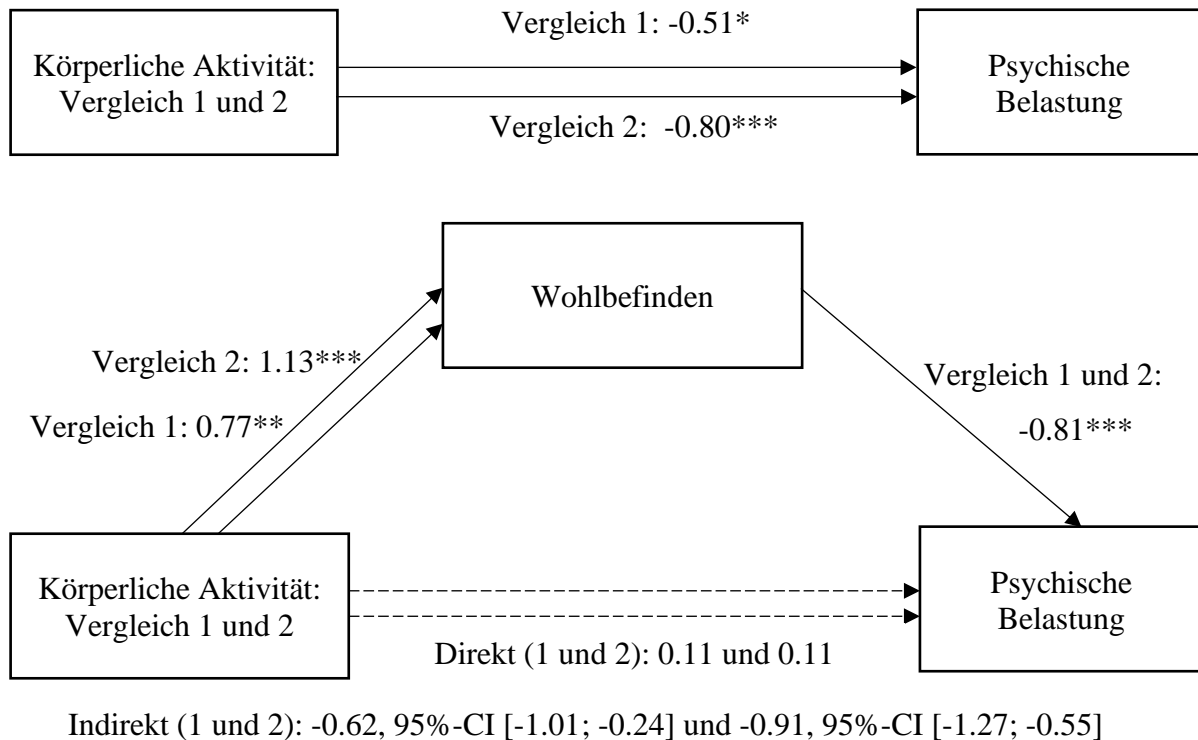 Vergleich 1: -0.51*
Körperliche Aktivität:
Vergleich 1 und 2
Psychische
Belastung
Vergleich 2:  -0.80***
Wohlbefinden
Vergleich 2: 1.13***
Vergleich 1: 0.77**
Vergleich 1 und 2:
-0.81***
Körperliche Aktivität:
Vergleich 1 und 2
Psychische
Belastung
Direkt (1 und 2): 0.11 und 0.11
Indirekt (1 und 2): -0.62, 95%-CI [-1.01; -0.24] und -0.91, 95%-CI [-1.27; -0.55]